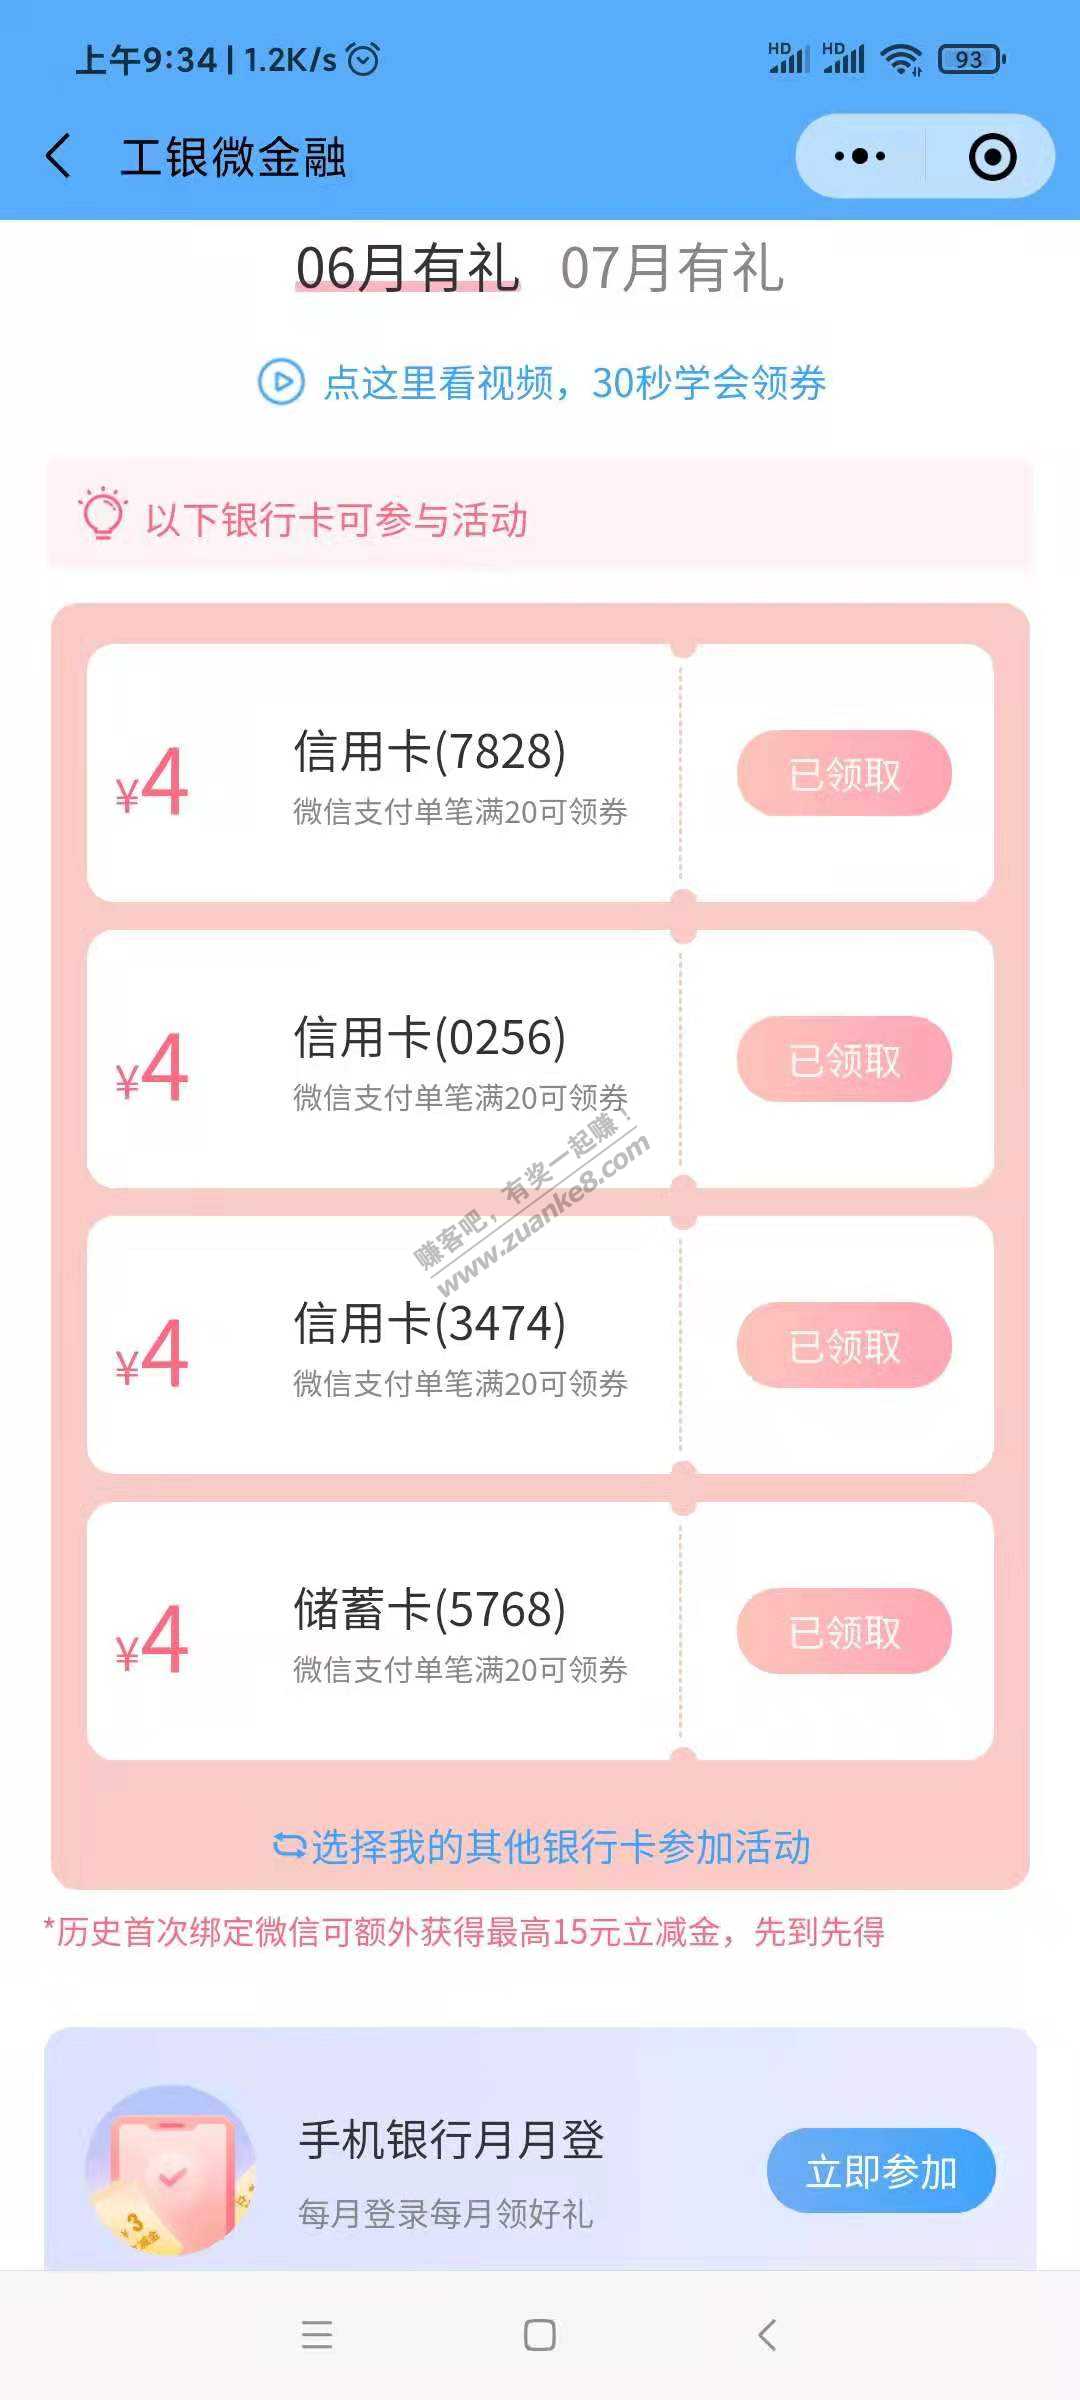 上午9:34 | 1.2K/s
HD HD 93
工银微金融
06月有礼 07月有礼
点这里看视频，30秒学会领券
以下银行卡可参与活动
¥4
信用卡(7828)
微信支付单笔满20可领券
已领取
¥4
信用卡(0256)
微信支付单笔满20可领券
已领取
赚客吧，有奖一起赚！
www.zuanke8.com
¥4
信用卡(3474)
微信支付单笔满20可领券
已领取
¥4
储蓄卡(5768)
微信支付单笔满20可领券
已领取
选择我的其他银行卡参加活动
*历史首次绑定微信可额外获得最高15元立减金，先到先得
手机银行月月登
每月登录每月领好礼
立即参加
¥3
减金